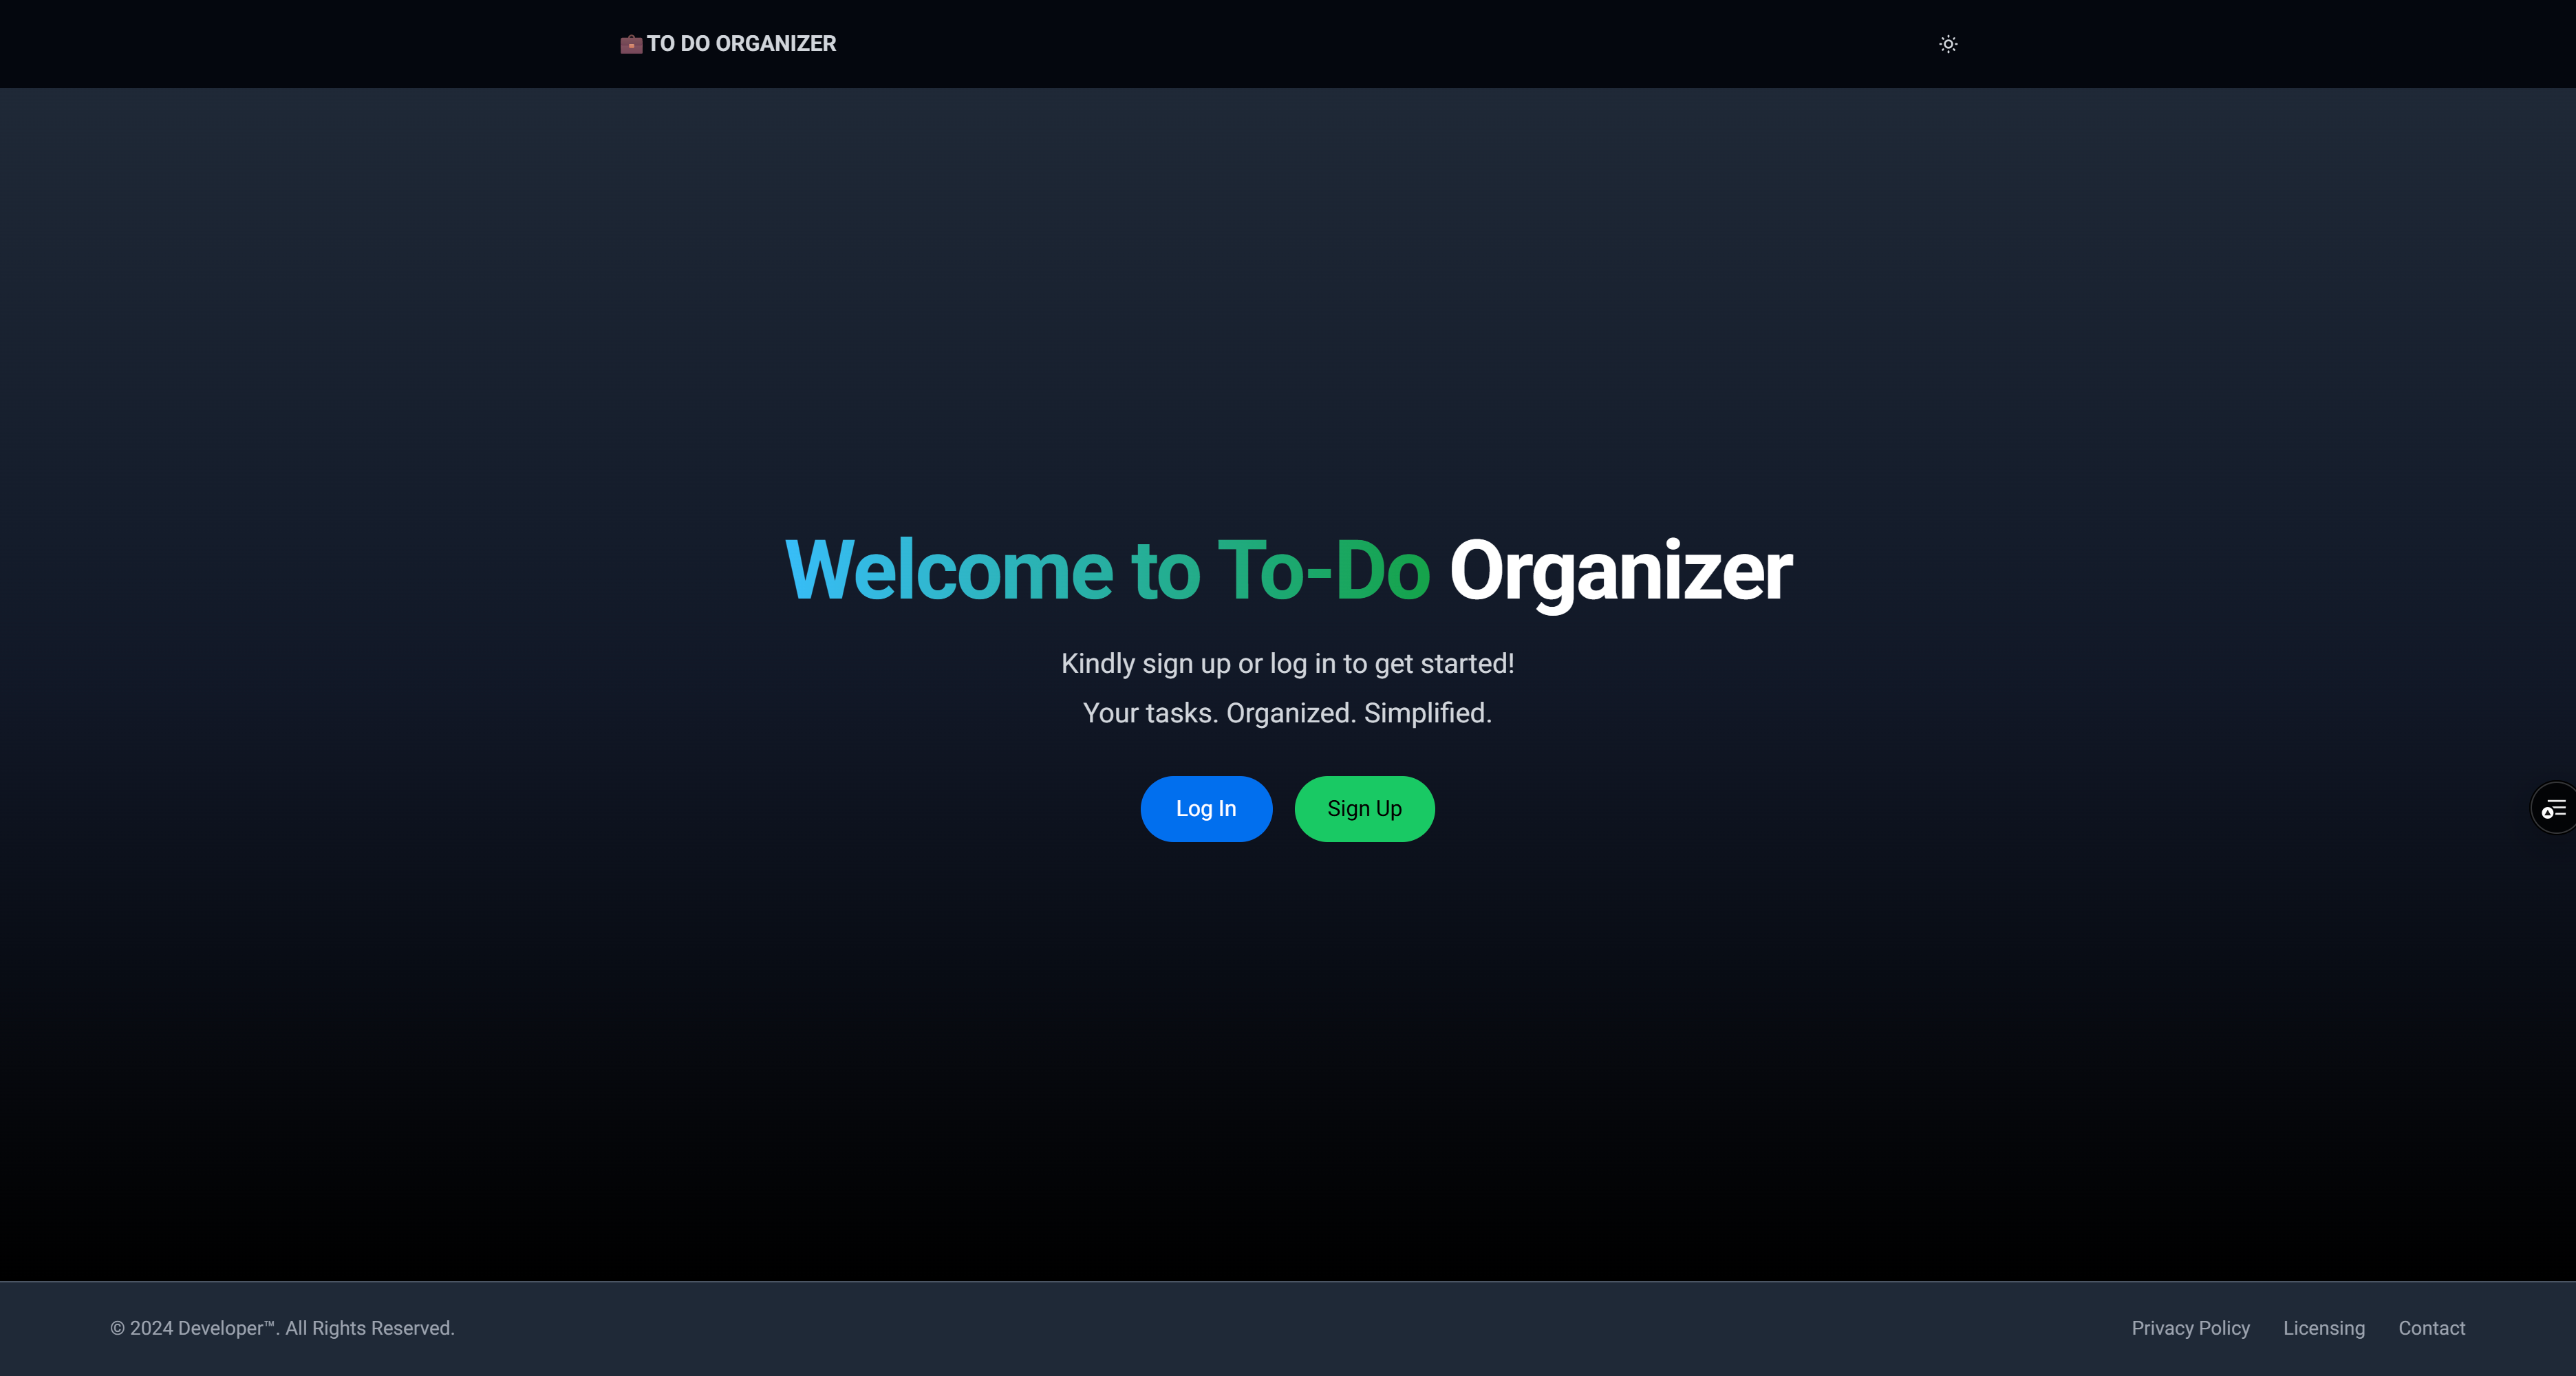 TO DO ORGANIZER
Welcome to To-Do Organizer
Kindly sign up or log in to get started!
Your tasks. Organized. Simplified.
Log In
Sign Up
© 2024 Developer™. All Rights Reserved.
Privacy Policy
Licensing
Contact